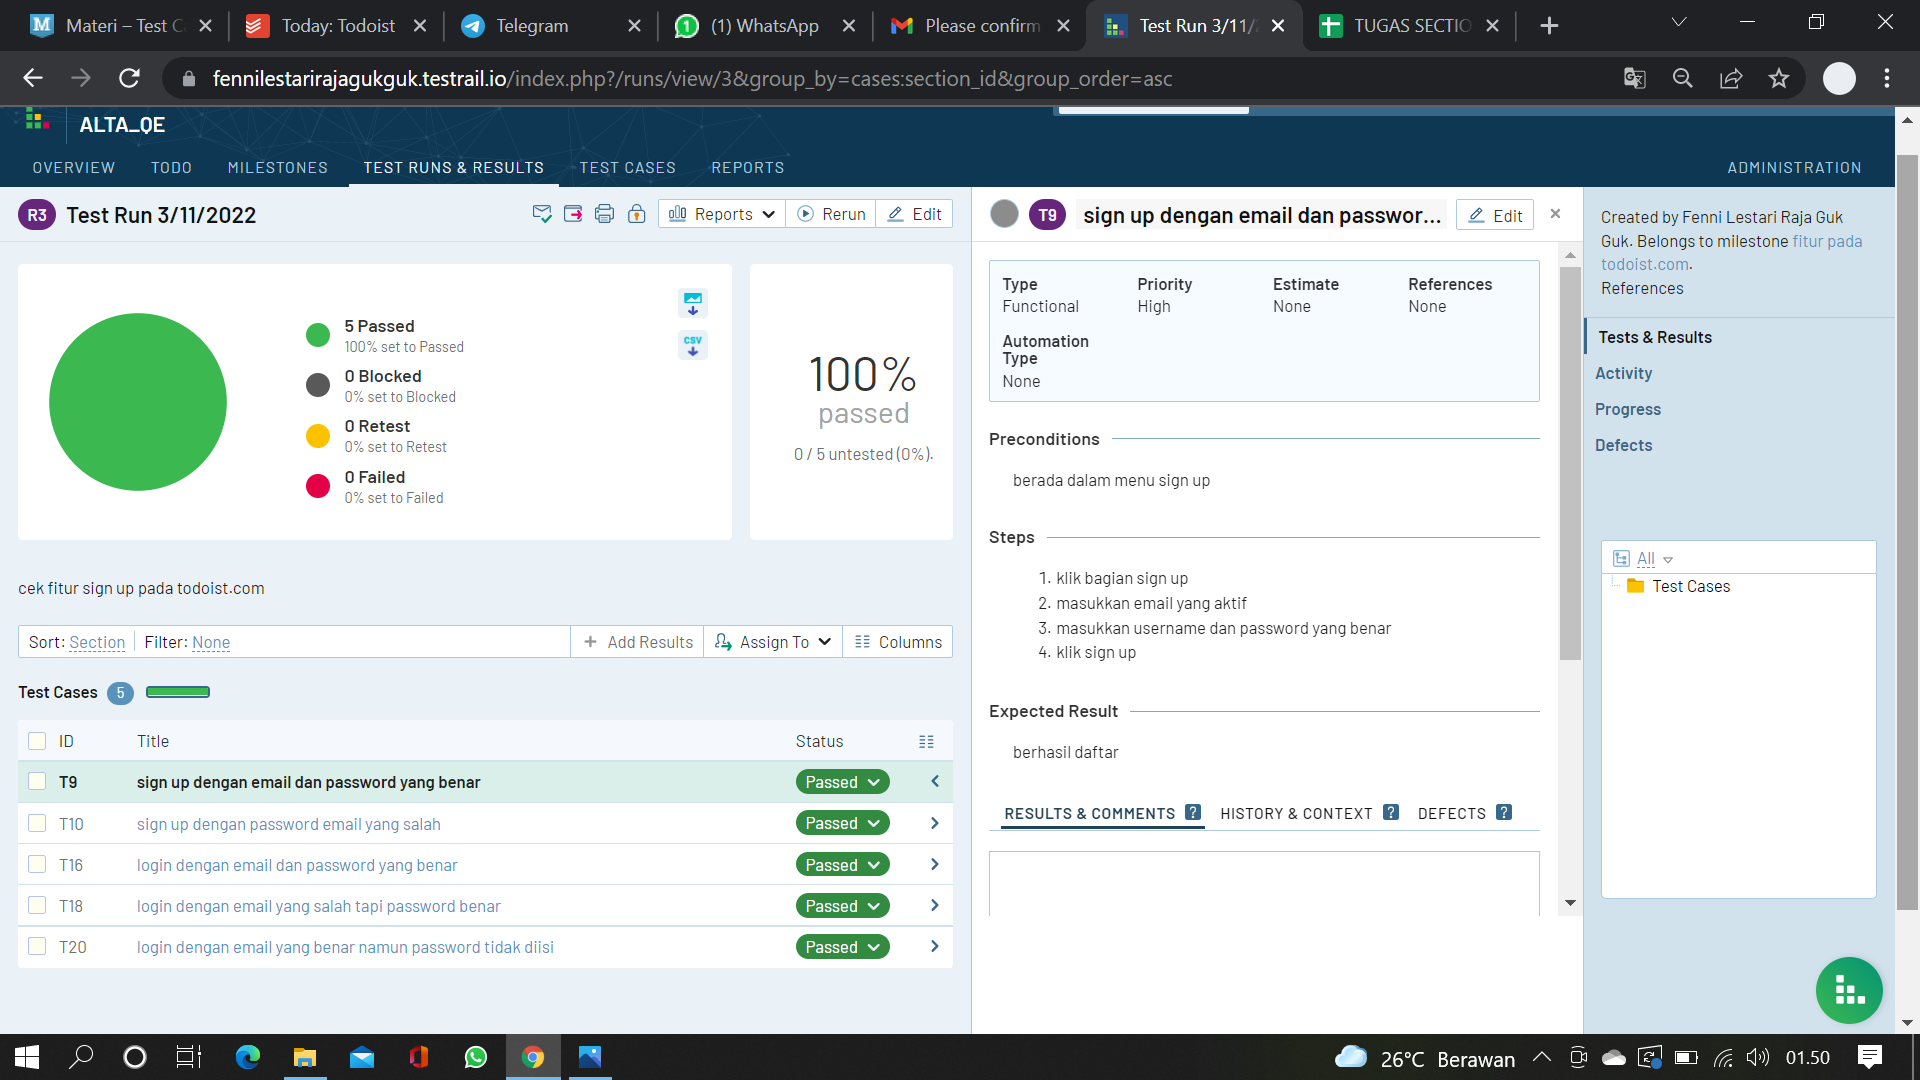 Materi – Test C
Today: Todoist
Telegram
(1) WhatsApp
Please confirm
Test Run 3/11/
TUGAS SECTIO
fennilestarirajagukguk.testrail.io/index.php?/runs/view/3&group_by=cases:section_id&group_order=asc
ALTA_QE
OVERVIEW TODO MILESTONES TEST RUNS & RESULTS TEST CASES REPORTS ADMINISTRATION
R3 Test Run 3/11/2022
Reports Rerun Edit
5 Passed
100% set to Passed
0 Blocked
0% set to Blocked
0 Retest
0% set to Retest
0 Failed
0% set to Failed
CSV
100%
passed
0 / 5 untested (0%).
cek fitur sign up pada todoist.com
Sort: Section Filter: None
Add Results Assign To Columns
Test Cases 5
ID Title Status
T9 sign up dengan email dan password yang benar Passed
T10 sign up dengan password email yang salah Passed
T16 login dengan email dan password yang benar Passed
T18 login dengan email yang salah tapi password benar Passed
T20 login dengan email yang benar namun password tidak diisi Passed
T9 sign up dengan email dan passwor... Edit
Type Priority Estimate References
Functional High None None
Automation
Type
None
Preconditions
berada dalam menu sign up
Steps
1. klik bagian sign up
2. masukkan email yang aktif
3. masukkan username dan password yang benar
4. klik sign up
Expected Result
berhasil daftar
RESULTS & COMMENTS ? HISTORY & CONTEXT ? DEFECTS ?
Created by Fenni Lestari Raja Guk
Guk. Belongs to milestone fitur pada
todoist.com.
References
Tests & Results
Activity
Progress
Defects
All
Test Cases
26°C Berawan
01.50